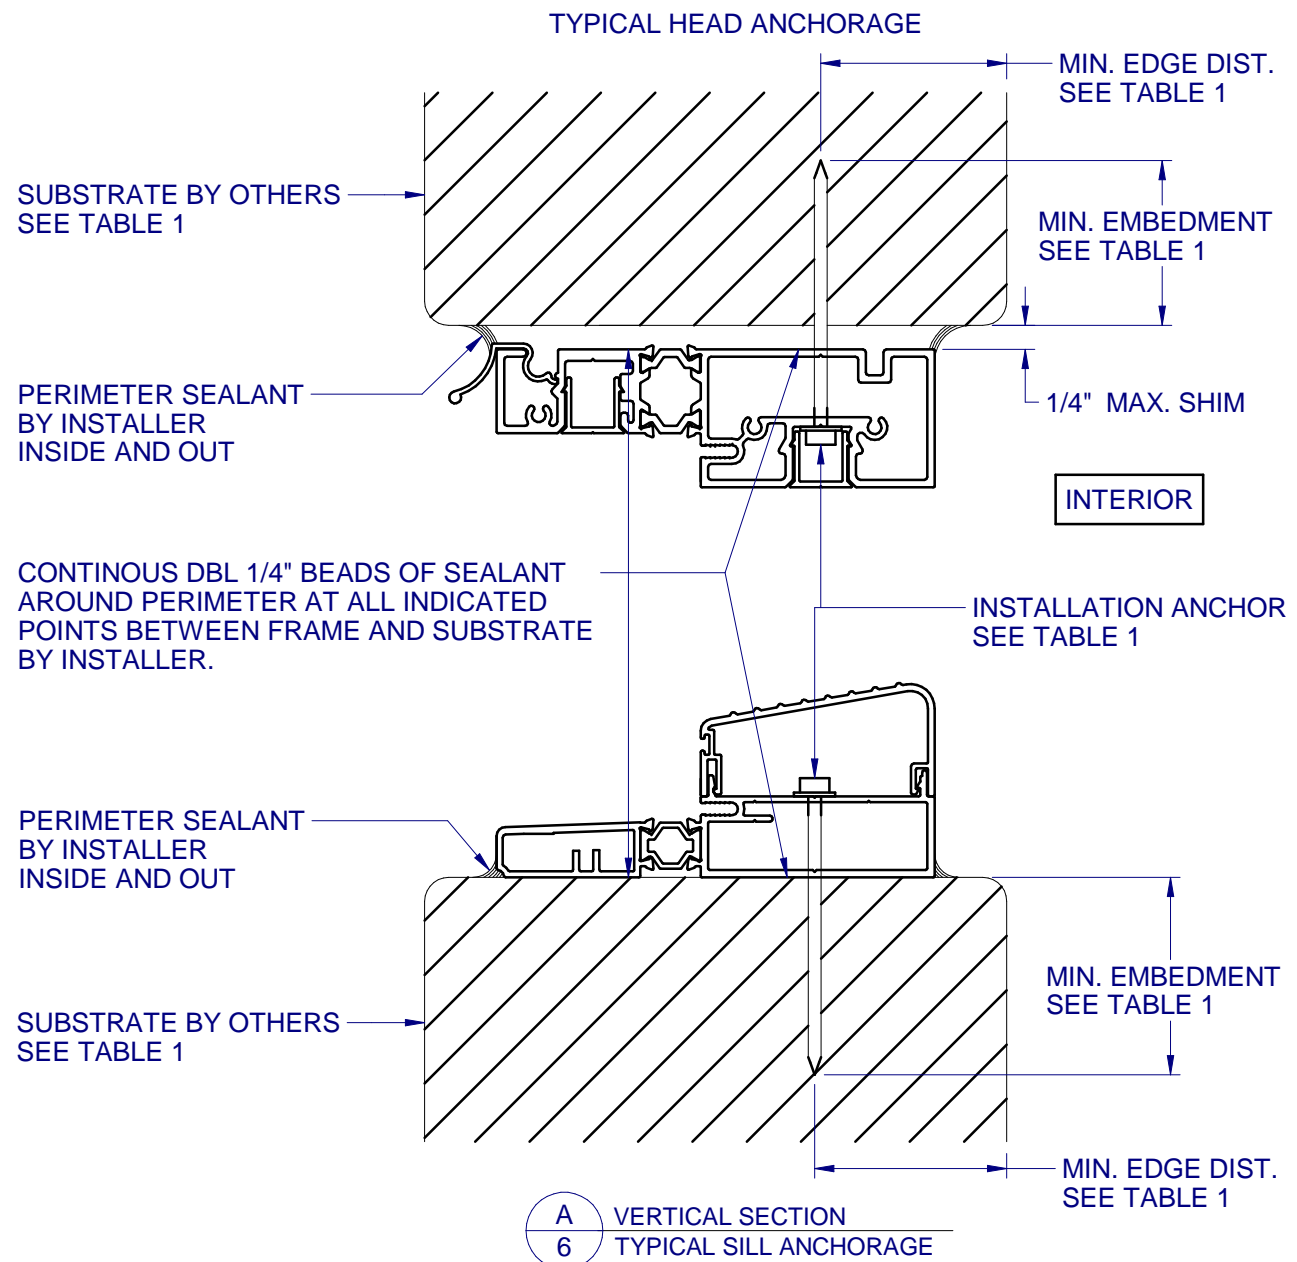 TYPICAL HEAD ANCHORAGE
MIN. EDGE DIST.
SEE TABLE 1
SUBSTRATE BY OTHERS
SEE TABLE 1
MIN. EMBEDMENT
SEE TABLE 1
PERIMETER SEALANT
BY INSTALLER
INSIDE AND OUT
1/4" MAX. SHIM
INTERIOR
CONTINOUS DBL 1/4" BEADS OF SEALANT
AROUND PERIMETER AT ALL INDICATED
POINTS BETWEEN FRAME AND SUBSTRATE
BY INSTALLER.
INSTALLATION ANCHOR
SEE TABLE 1
PERIMETER SEALANT
BY INSTALLER
INSIDE AND OUT
MIN. EMBEDMENT
SEE TABLE 1
SUBSTRATE BY OTHERS
SEE TABLE 1
MIN. EDGE DIST.
SEE TABLE 1
A
6
VERTICAL SECTION
TYPICAL SILL ANCHORAGE